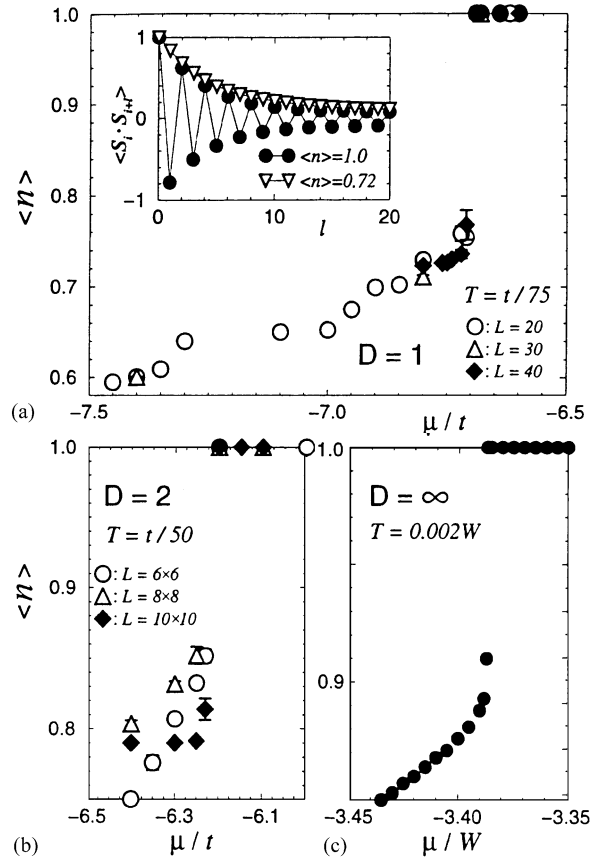 1.0
0.9
0.8
0.7
0.6
<n>
1
0
−1
<S_i·S_{i+l}>
<n>=1.0
<n>=0.72
0
5
10
15
20
l
T = t / 75
: L = 20
: L = 30
: L = 40
D = 1
(a)
−7.5
−7.0
−6.5
μ / t
1.0
0.9
0.8
<n>
D = 2
T = t / 50
: L = 6×6
: L = 8×8
: L = 10×10
−6.5
−6.3
−6.1
(b)
μ / t
1.0
0.9
D = ∞
T = 0.002W
−3.45
−3.40
−3.35
(c)
μ / W